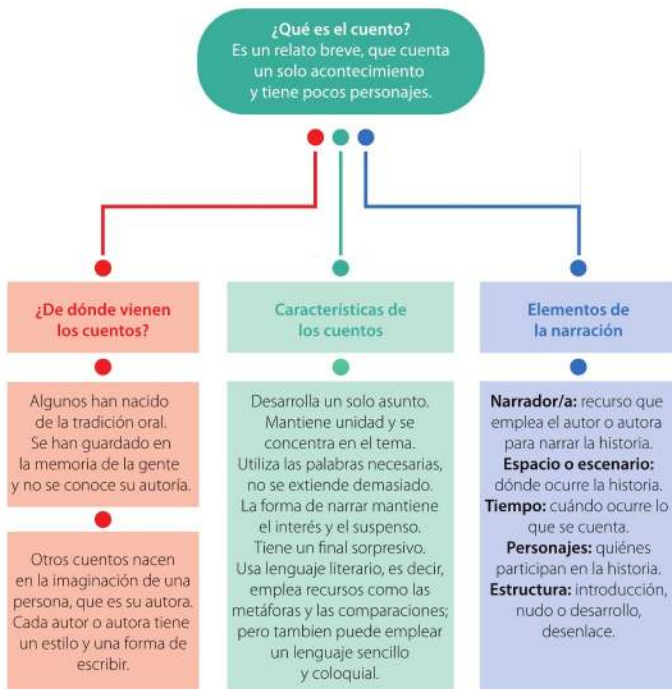 ¿Qué es el cuento?
Es un relato breve, que cuenta
un solo acontecimiento
y tiene pocos personajes.
¿De dónde vienen
los cuentos?
Algunos han nacido
de la tradición oral.
Se han guardado en
la memoria de la gente
y no se conoce su autoría.
Otros cuentos nacen
en la imaginación de una
persona, que es su autora.
Cada autor o autora tiene
un estilo y una forma de
escribir.
Características de
los cuentos
Desarrolla un solo asunto.
Mantiene unidad y se
concentra en el tema.
Utiliza las palabras necesarias,
no se extiende demasiado.
La forma de narrar mantiene
el interés y el suspenso.
Tiene un final sorpresivo.
Usa lenguaje literario, es decir,
emplea recursos como las
metáforas y las comparaciones;
pero tambien puede emplear
un lenguaje sencillo
y coloquial.
Elementos de
la narración
Narrador/a: recurso que
emplea el autor o autora
para narrar la historia.
Espacio o escenario:
dónde ocurre la historia.
Tiempo: cuándo ocurre lo
que se cuenta.
Personajes: quiénes
participan en la historia.
Estructura: introducción,
nudo o desarrollo,
desenlace.